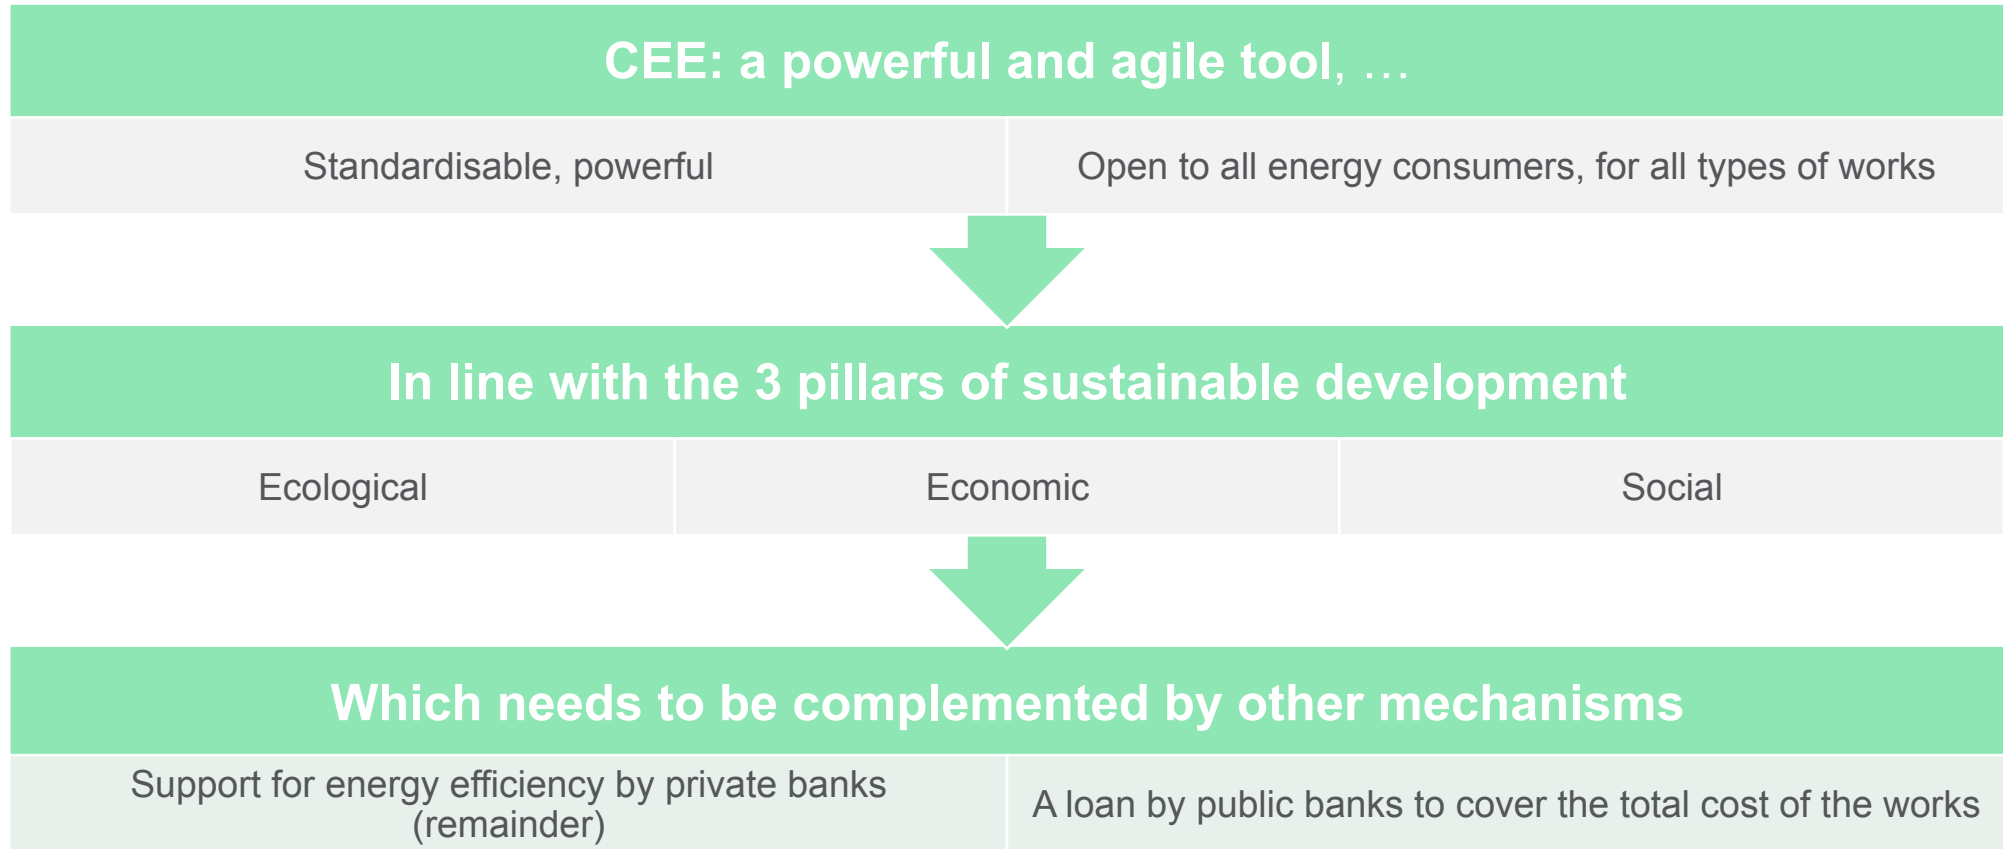 CEE: a powerful and agile tool, …
Standardisable, powerful
Open to all energy consumers, for all types of works
In line with the 3 pillars of sustainable development
Ecological
Economic
Social
Which needs to be complemented by other mechanisms
Support for energy efficiency by private banks
(remainder)
A loan by public banks to cover the total cost of the works